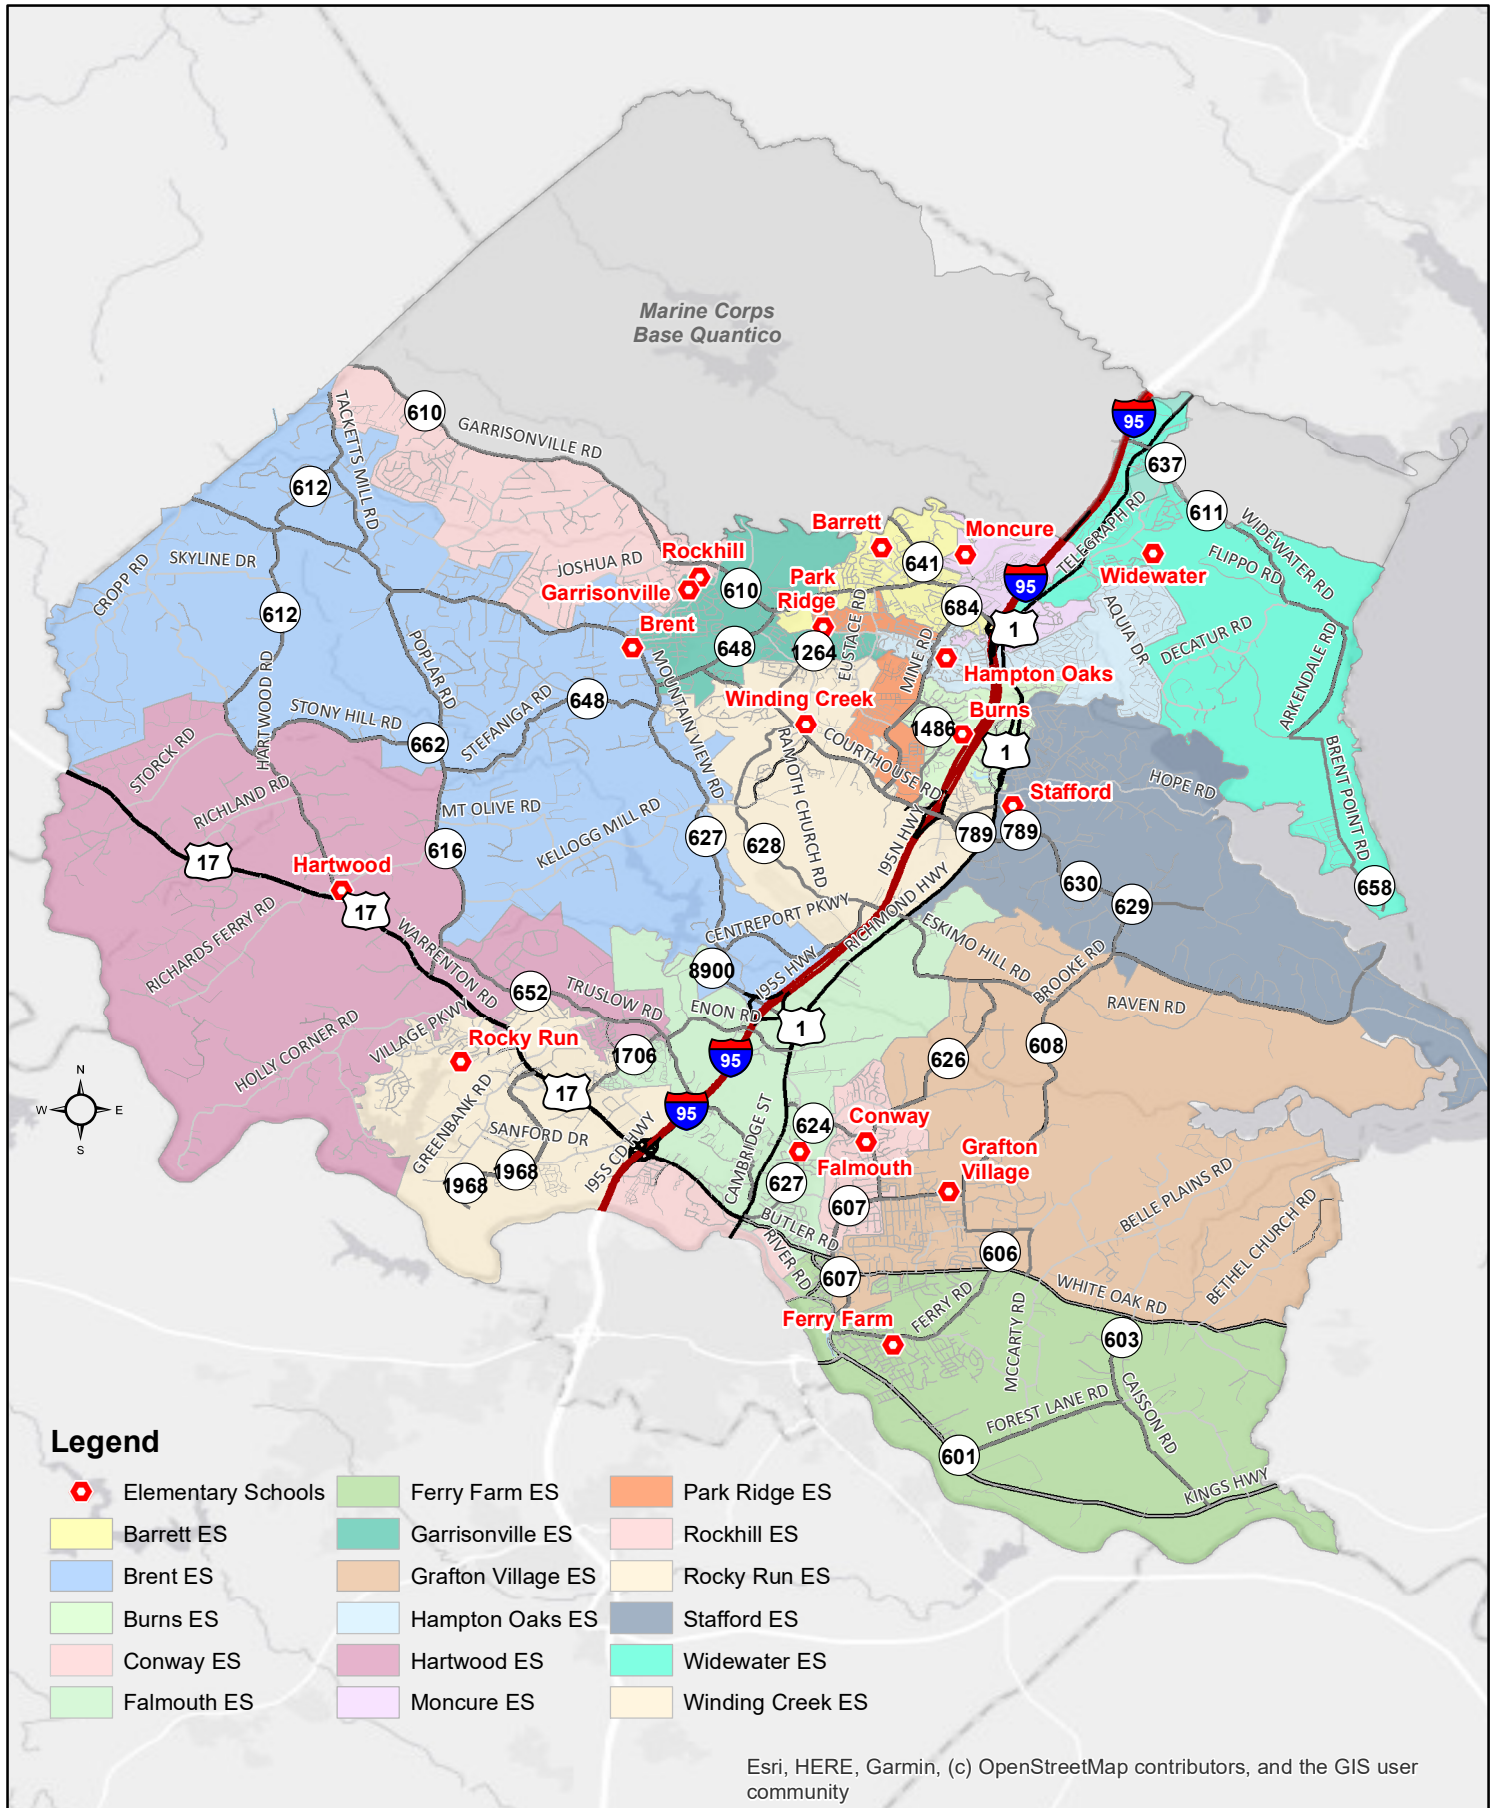 Marine Corps
Base Quantico
610
GARRISONVILLE RD
TACKETTS MILL RD
95
637
612
611
WIDEWATER RD
TELEGRAPH RD
Barrett
Moncure
641
FLIPPO RD
Widewater
SKYLINE DR
CROPP RD
JOSHUA RD
Rockhill
Garrisonville
610
Park
Ridge
95
684
AQUIA DR
612
Brent
648
1264
EUSTACE RD
MINE RD
1
DECATUR RD
ARKENDALE RD
HARTWOOD RD
POPLAR RD
MOUNTAIN VIEW RD
Hampton Oaks
STONY HILL RD
648
STEFANIGA RD
Winding Creek
Burns
1486
662
COURTHOUSE RD
1
BRENT POINT RD
STORCK RD
RAMOTH CHURCH RD
HOPE RD
RICHLAND RD
MT OLIVE RD
Stafford
KELLOGG MILL RD
627
628
I95N HWY
789
789
17
616
Hartwood
630
658
17
629
RICHMOND HWY
RICHARDS FERRY RD
WARRENTON RD
CENTREPORT PKWY
ESKIMO HILL RD
8900
I95S HWY
BROOKE RD
652
TRUSLOW RD
ENON RD
RAVEN RD
VILLAGE PKWY
1
HOLLY CORNER RD
Rocky Run
1706
95
626
608
17
95
GREENBANK RD
SANFORD DR
624
Conway
CAMBRIDGE ST
Grafton
Village
Falmouth
I95S CD HWY
1968
1968
627
607
BELLE PLAINS RD
BETHEL CHURCH RD
BUTLER RD
RIVER RD
606
607
WHITE OAK RD
Ferry Farm
FERRY RD
MCCARTY RD
603
CAISSON RD
FOREST LANE RD
601
KINGS HWY
N
W E
S
Legend
Elementary Schools
Barrett ES
Brent ES
Burns ES
Conway ES
Falmouth ES
Ferry Farm ES
Garrisonville ES
Grafton Village ES
Hampton Oaks ES
Hartwood ES
Moncure ES
Park Ridge ES
Rockhill ES
Rocky Run ES
Stafford ES
Widewater ES
Winding Creek ES
Esri, HERE, Garmin, (c) OpenStreetMap contributors, and the GIS user
community